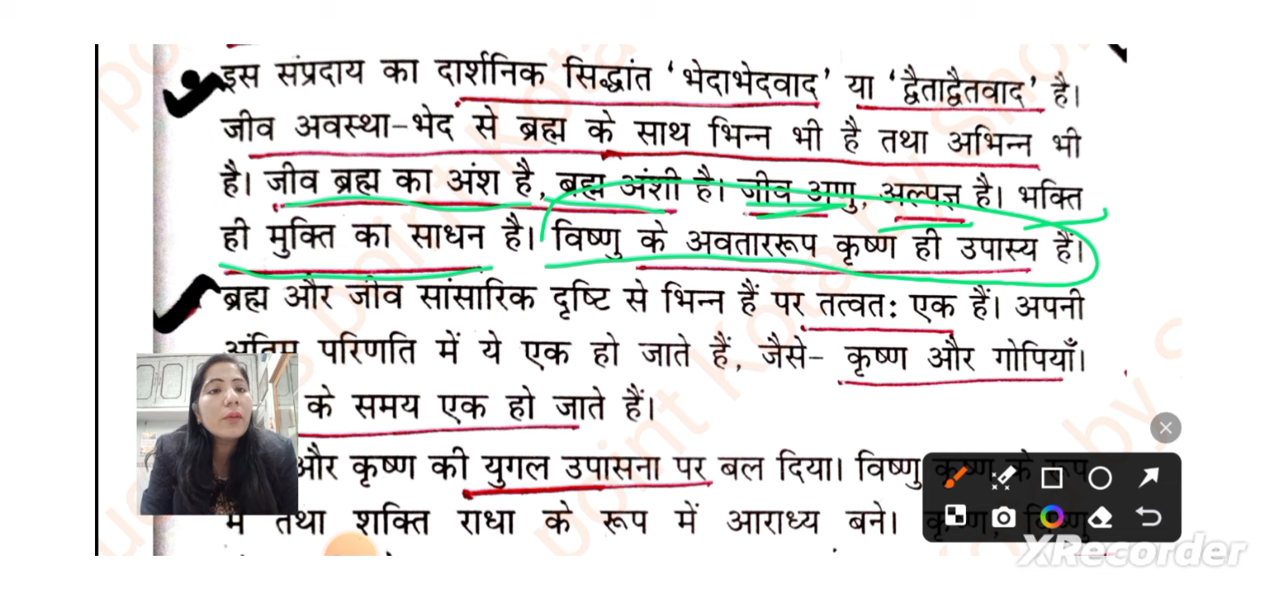 इस संप्रदाय का दार्शनिक सिद्धांत 'भेदाभेदवाद' या 'द्वैताद्वैतवाद' है।
जीव अवस्था-भेद से ब्रह्म के साथ भिन्न भी है तथा अभिन्न भी
है। जीव ब्रह्म का अंश है, ब्रह्म अंशी है। जीव अणु, अल्पज्ञ है। भक्ति
ही मुक्ति का साधन है। विष्णु के अवताररूप कृष्ण ही उपास्य हैं।
ब्रह्म और जीव सांसारिक दृष्टि से भिन्न हैं पर तत्वतः एक हैं। अपनी
अंतिम परिणति में ये एक हो जाते हैं, जैसे- कृष्ण और गोपियाँ।
के समय एक हो जाते हैं।
और कृष्ण की युगल उपासना पर बल दिया। विष्णु कृष्ण के रूप
में तथा शक्ति राधा के रूप में आराध्य बने। कृष्ण, विष्णु
XRecorder